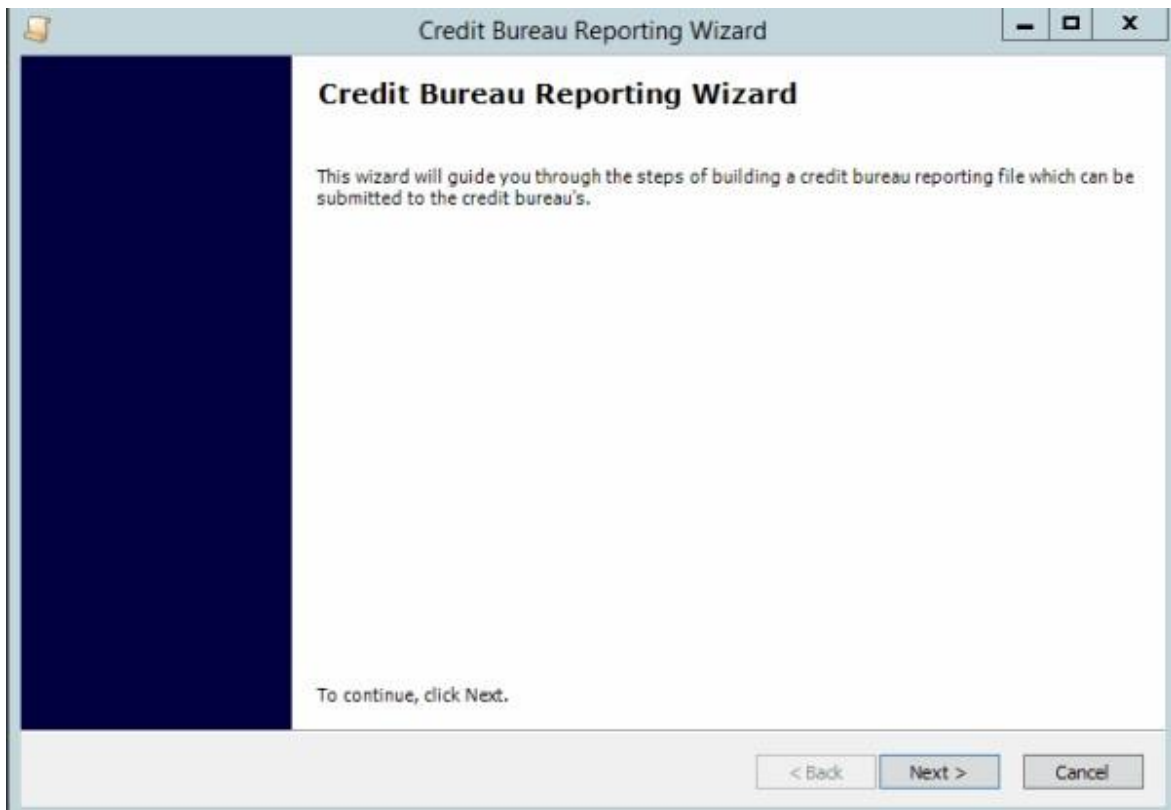 Credit Bureau Reporting Wizard
Credit Bureau Reporting Wizard
This wizard will guide you through the steps of building a credit bureau reporting file which can be
submitted to the credit bureau's.
To continue, click Next.
< Back Next > Cancel